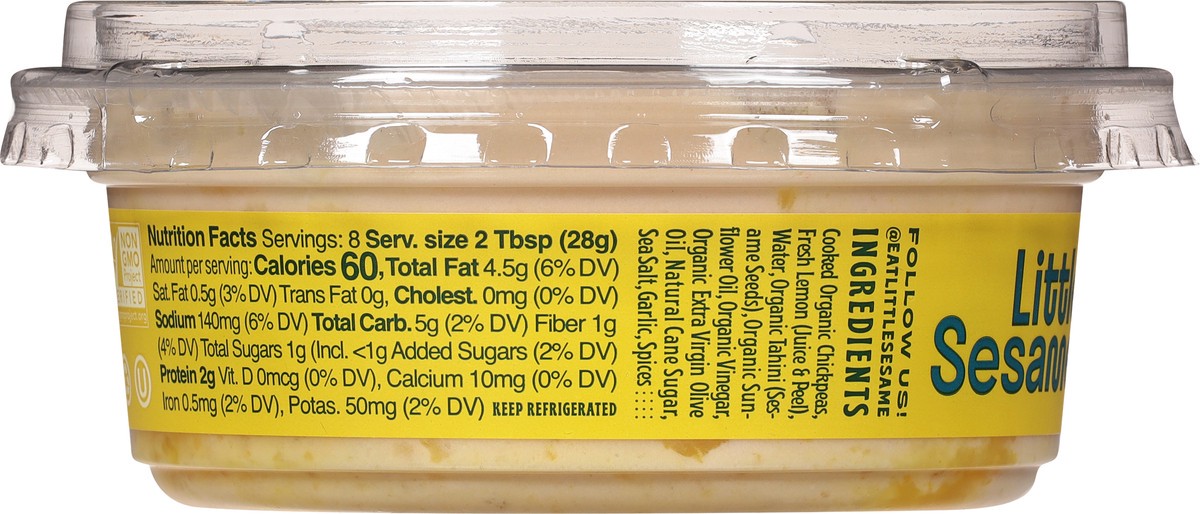 NON
GMO
Project
Nutrition Facts Servings: 8 Serv. size 2 Tbsp (28g)
Amount per serving: Calories 60, Total Fat 4.5g (6% DV)
Sat. Fat 0.5g (3% DV) Trans Fat 0g, Cholest. 0mg (0% DV)
Sodium 140mg (6% DV) Total Carb. 5g (2% DV) Fiber 1g
(4% DV) Total Sugars 1g (Incl. <1g Added Sugars (2% DV)
Protein 2g Vit. D 0mcg (0% DV), Calcium 10mg (0% DV)
Iron 0.5mg (2% DV), Potas. 50mg (2% DV) KEEP REFRIGERATED
U
FOLLOW US!
@EATLITTLESESAME
INGREDIENTS
Cooked Organic Chickpeas,
Fresh Lemon (Juice & Peel),
Water, Organic Tahini (Ses-
ame Seeds), Organic Sun-
flower Oil, Organic Vinegar,
Organic Extra Virgin Olive
Oil, Natural Cane Sugar,
Sea Salt, Garlic, Spices :::::
Littl
Sesam